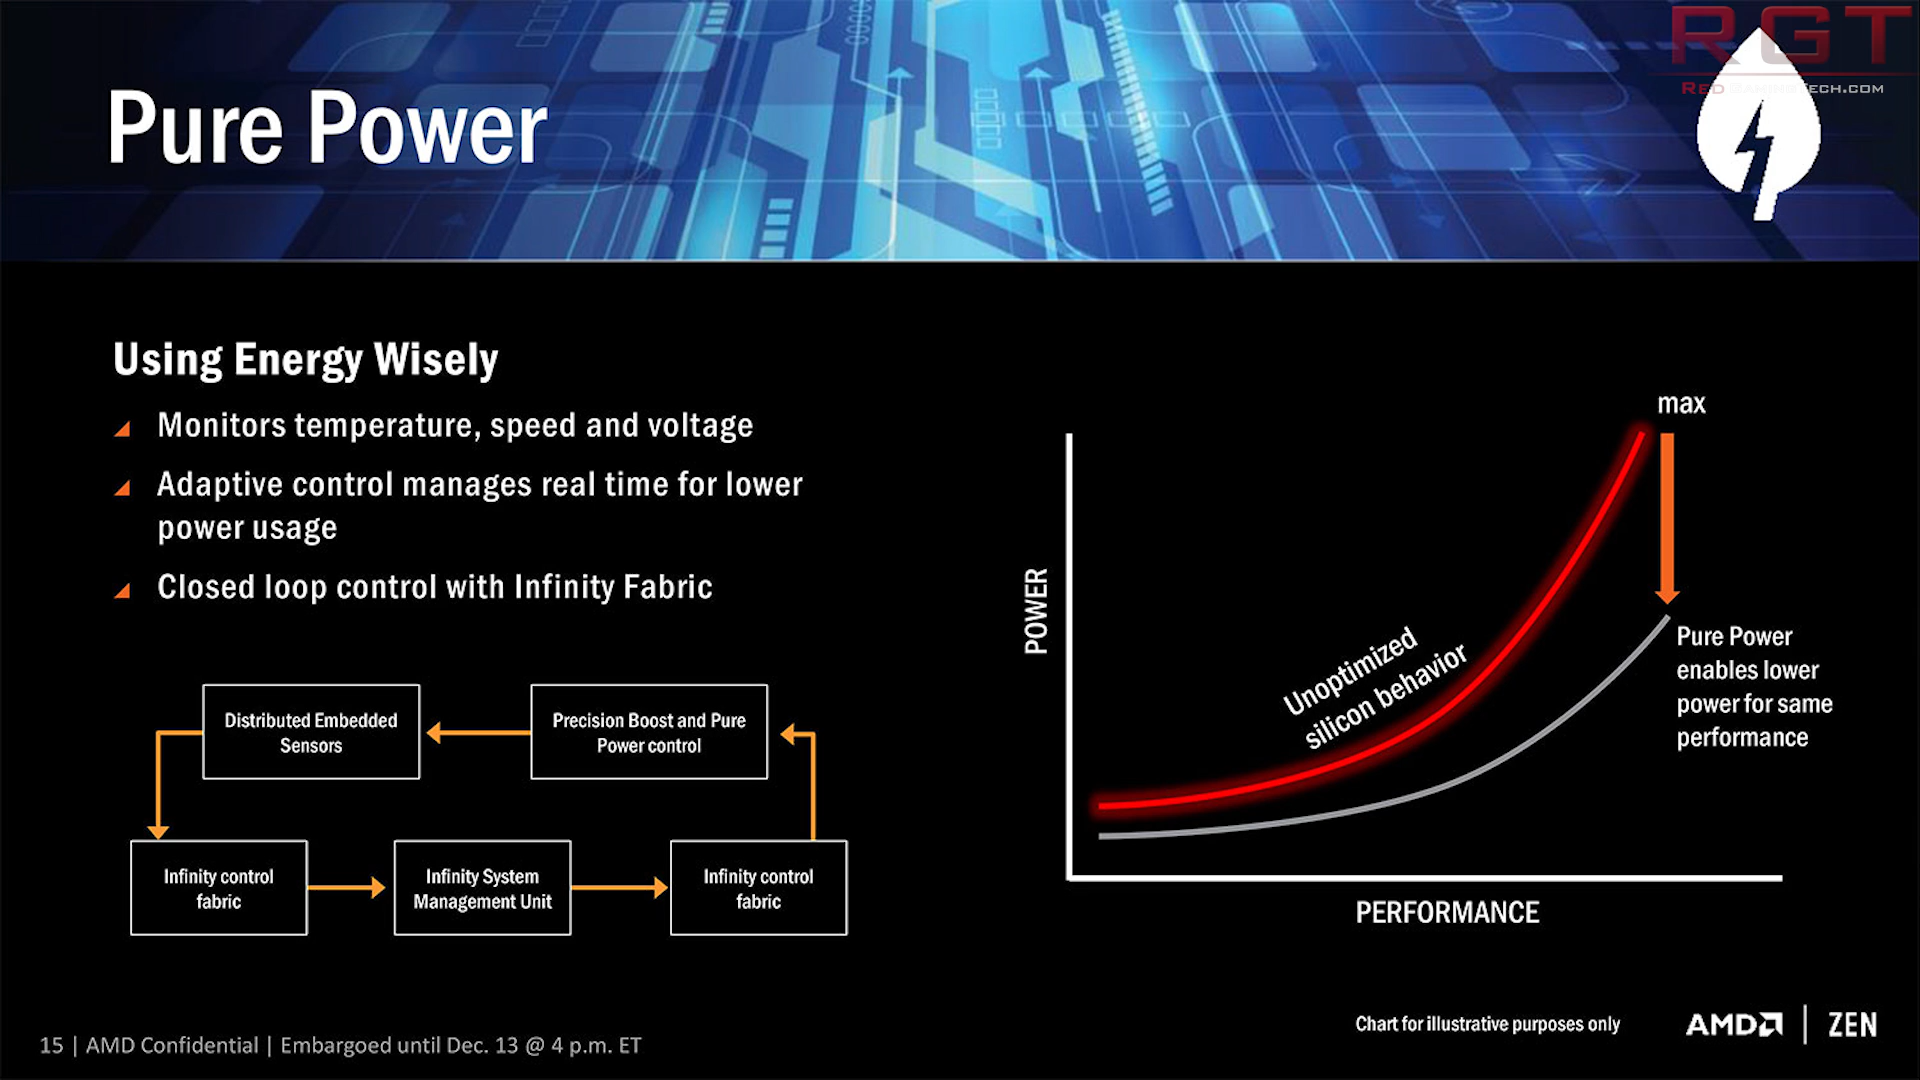 RGT
RedGamingTech.com
Pure Power
Using Energy Wisely
Monitors temperature, speed and voltage
Adaptive control manages real time for lower
power usage
Closed loop control with Infinity Fabric
Distributed Embedded
Sensors
Precision Boost and Pure
Power control
Infinity control
fabric
Infinity System
Management Unit
Infinity control
fabric
max
POWER
Unoptimized
silicon behavior
Pure Power
enables lower
power for same
performance
PERFORMANCE
Chart for illustrative purposes only
AMD | ZEN
15 | AMD Confidential | Embargoed until Dec. 13 @ 4 p.m. ET